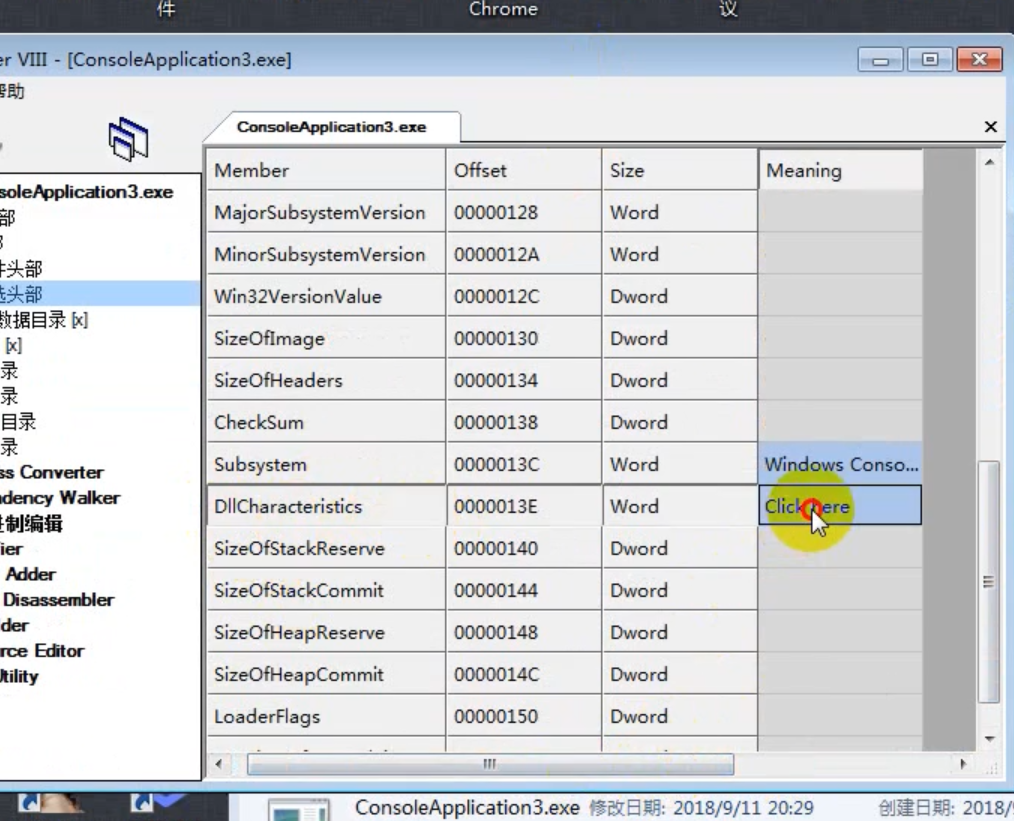 件 Chrome 议
er VIII - [ConsoleApplication3.exe]
帮助
ConsoleApplication3.exe
soleApplication3.exe
部
件头部
选头部
数据目录 [x]
[x]
录
录
目录
录
ss Converter
ndency Walker
进制编辑
ier
Adder
Disassembler
der
rce Editor
Utility
Member Offset Size Meaning
MajorSubsystemVersion 00000128 Word
MinorSubsystemVersion 0000012A Word
Win32VersionValue 0000012C Dword
SizeOfImage 00000130 Dword
SizeOfHeaders 00000134 Dword
CheckSum 00000138 Dword
Subsystem 0000013C Word Windows Conso...
DllCharacteristics 0000013E Word Click here
SizeOfStackReserve 00000140 Dword
SizeOfStackCommit 00000144 Dword
SizeOfHeapReserve 00000148 Dword
SizeOfHeapCommit 0000014C Dword
LoaderFlags 00000150 Dword
ConsoleApplication3.exe 修改日期: 2018/9/11 20:29 创建日期: 2018/